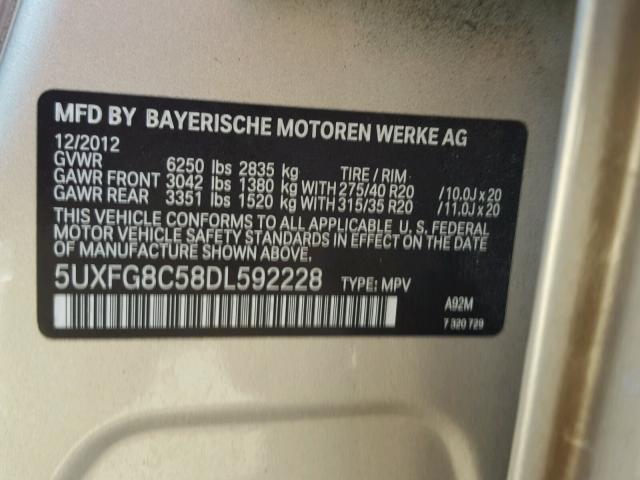 MFD BY BAYERISCHE MOTOREN WERKE AG
12/2012
GVWR 6250 lbs 2835 kg TIRE / RIM
GAWR FRONT 3042 lbs 1380 kg WITH 275/40 R20 /10.0J x 20
GAWR REAR 3351 lbs 1520 kg WITH 315/35 R20 /11.0J x 20
THIS VEHICLE CONFORMS TO ALL APPLICABLE U. S. FEDERAL
MOTOR VEHICLE SAFETY STANDARDS IN EFFECT ON THE DATE
OF MANUFACTURE SHOWN ABOVE.
5UXFG8C58DL592228 TYPE: MPV
A92M
7 320 729